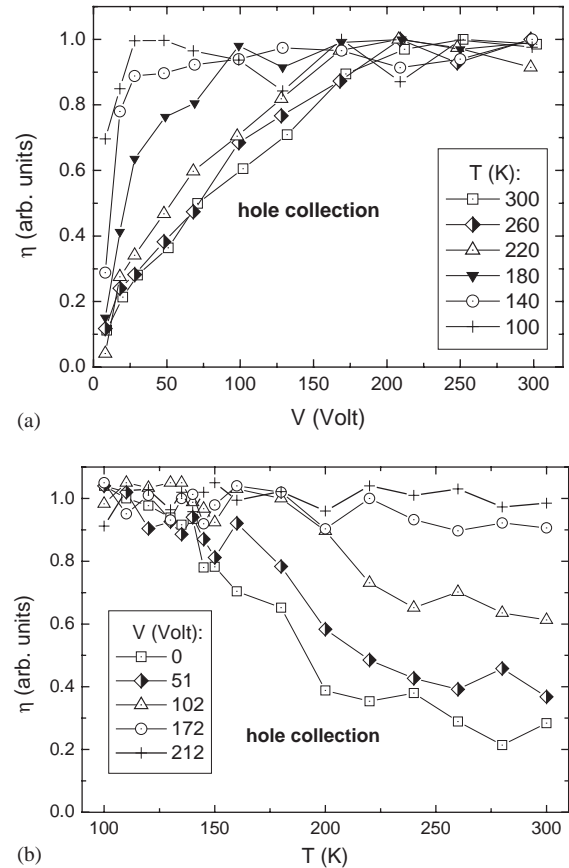 1.0
0.8
0.6
0.4
0.2
0.0
η (arb. units)
hole collection
T (K):
300
260
220
180
140
100
0 50 100 150 200 250 300
V (Volt)
(a)
1.0
0.8
0.6
0.4
0.2
0.0
η (arb. units)
V (Volt):
0
51
102
172
212
hole collection
100 150 200 250 300
T (K)
(b)